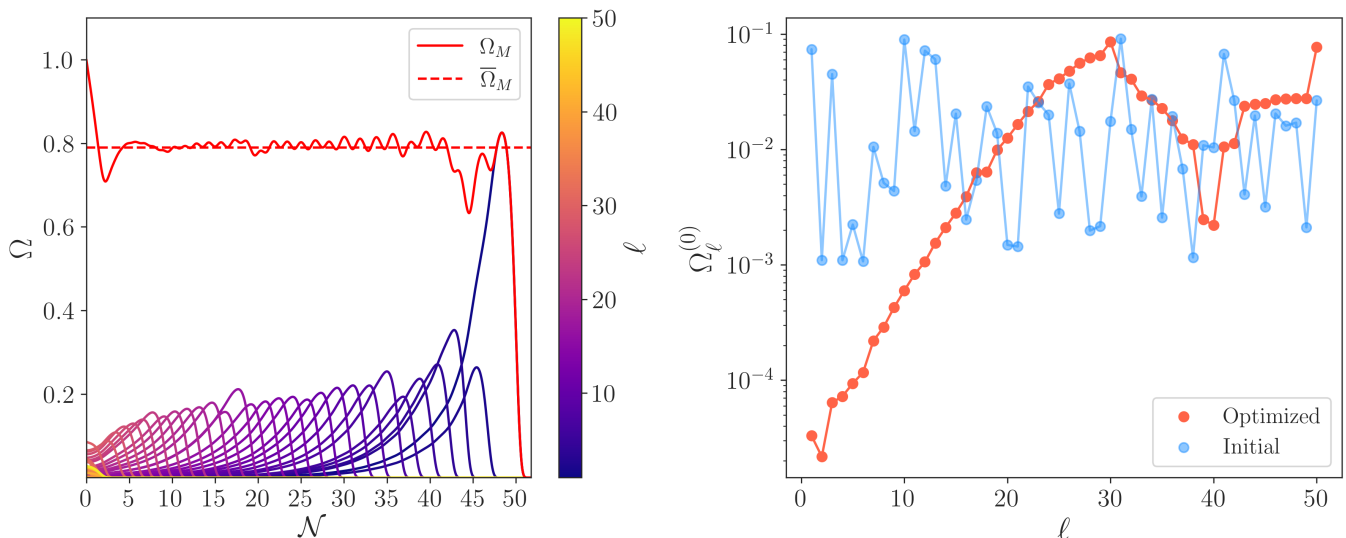 1.0
0.8
0.6
0.4
0.2
Ω
0 5 10 15 20 25 30 35 40 45 50
𝒩
Ω_M
Ω̅_M
50
40
30
20
10
ℓ
10⁻¹
10⁻²
10⁻³
10⁻⁴
Ω_ℓ^(0)
0 10 20 30 40 50
ℓ
Optimized
Initial